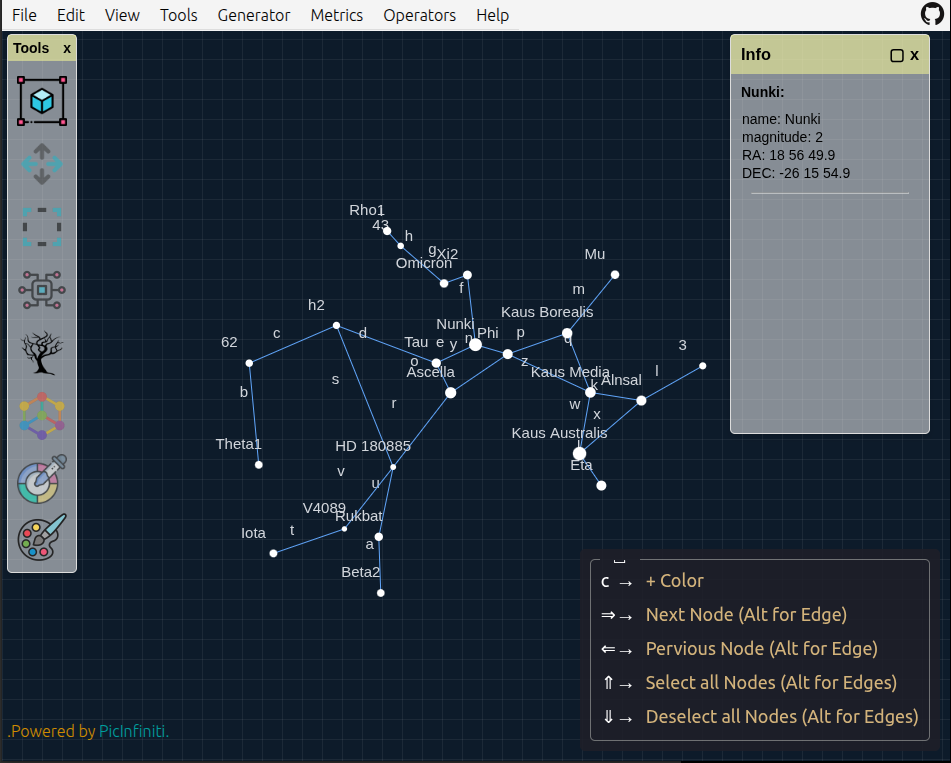 File Edit View Tools Generator Metrics Operators Help
Tools x
Info x
Nunki:
name: Nunki
magnitude: 2
RA: 18 56 49.9
DEC: -26 15 54.9
Rho1
43
h
g
Xi2
Omicron
f
Mu
m
h2
Kaus Borealis
c
d
Nunki
n
Phi
p
q
62
Tau
e
y
3
o
z
Ascella
Kaus Media
k
Alnsal
l
s
b
r
w
x
Theta1
HD 180885
Kaus Australis
Eta
v
u
V4089
Rukbat
Iota
t
a
Beta2
c → + Color
⇒→ Next Node (Alt for Edge)
⇐→ Pervious Node (Alt for Edge)
⇑→ Select all Nodes (Alt for Edges)
⇓→ Deselect all Nodes (Alt for Edges)
.Powered by PicInfiniti.